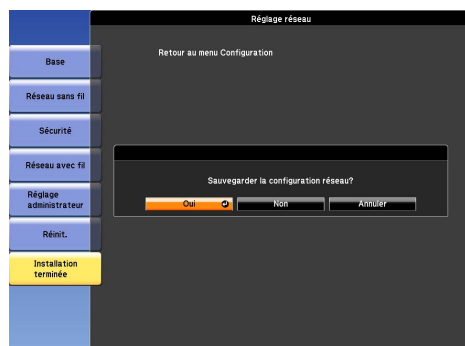 Réglage réseau
Retour au menu Configuration
Base
Réseau sans fil
Sécurité
Réseau avec fil
Réglage
administrateur
Réinit.
Installation
terminée
Sauvegarder la configuration réseau?
Oui
Non
Annuler